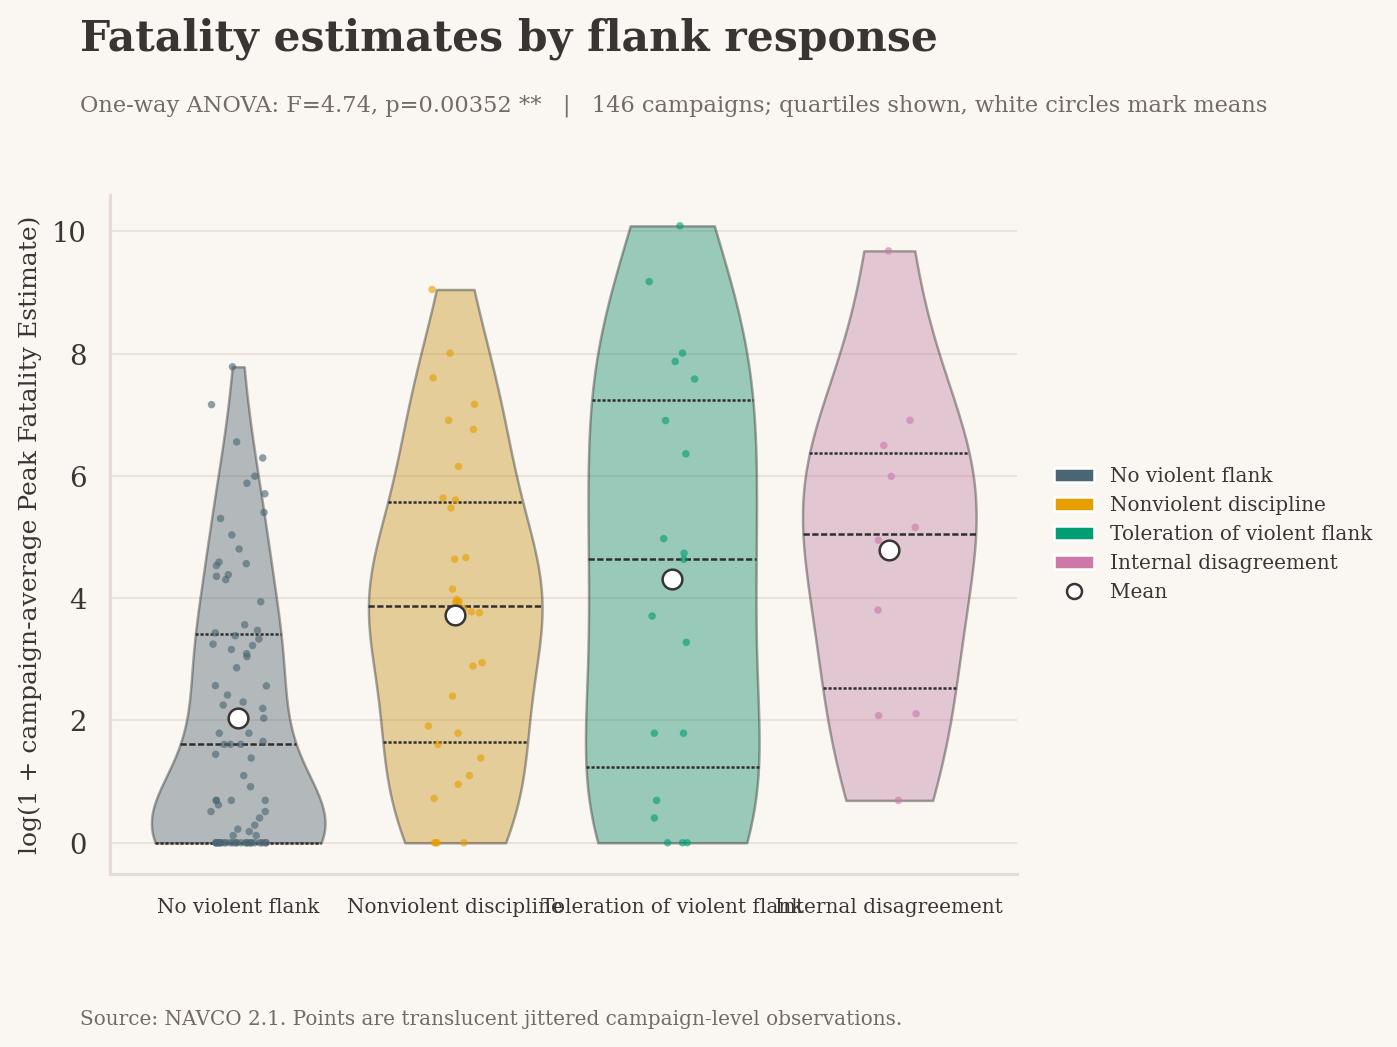 Fatality estimates by flank response
One-way ANOVA: F=4.74, p=0.00352 ** | 146 campaigns; quartiles shown, white circles mark means
log(1 + campaign-average Peak Fatality Estimate)
10
8
6
4
2
0
No violent flank
Nonviolent discipline
Toleration of violent flank
Internal disagreement
No violent flank
Nonviolent discipline
Toleration of violent flank
Internal disagreement
Mean
Source: NAVCO 2.1. Points are translucent jittered campaign-level observations.